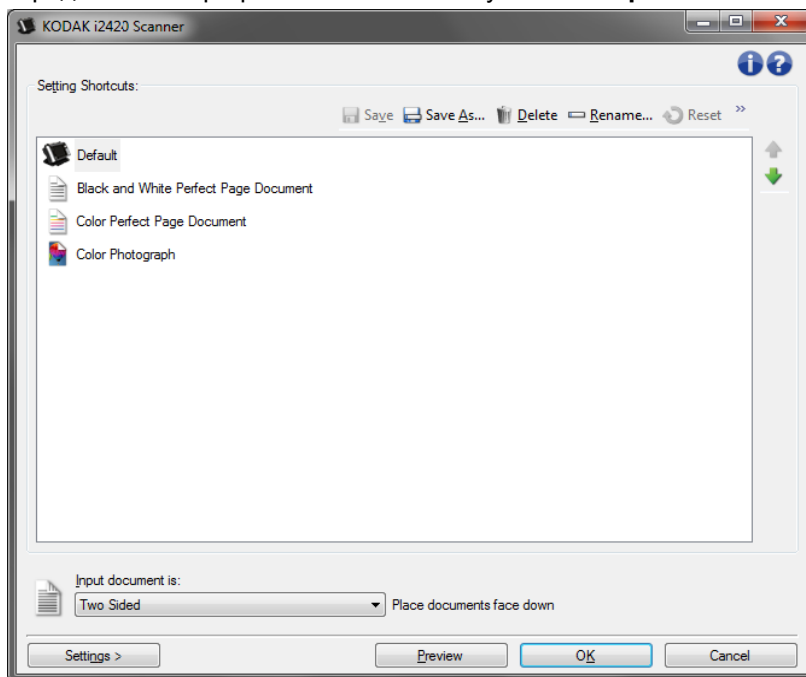 KODAK i2420 Scanner
Setting Shortcuts:
Save Save As... Delete Rename... Reset »
Default
Black and White Perfect Page Document
Color Perfect Page Document
Color Photograph
Input document is:
Two Sided Place documents face down
Settings > Preview OK Cancel